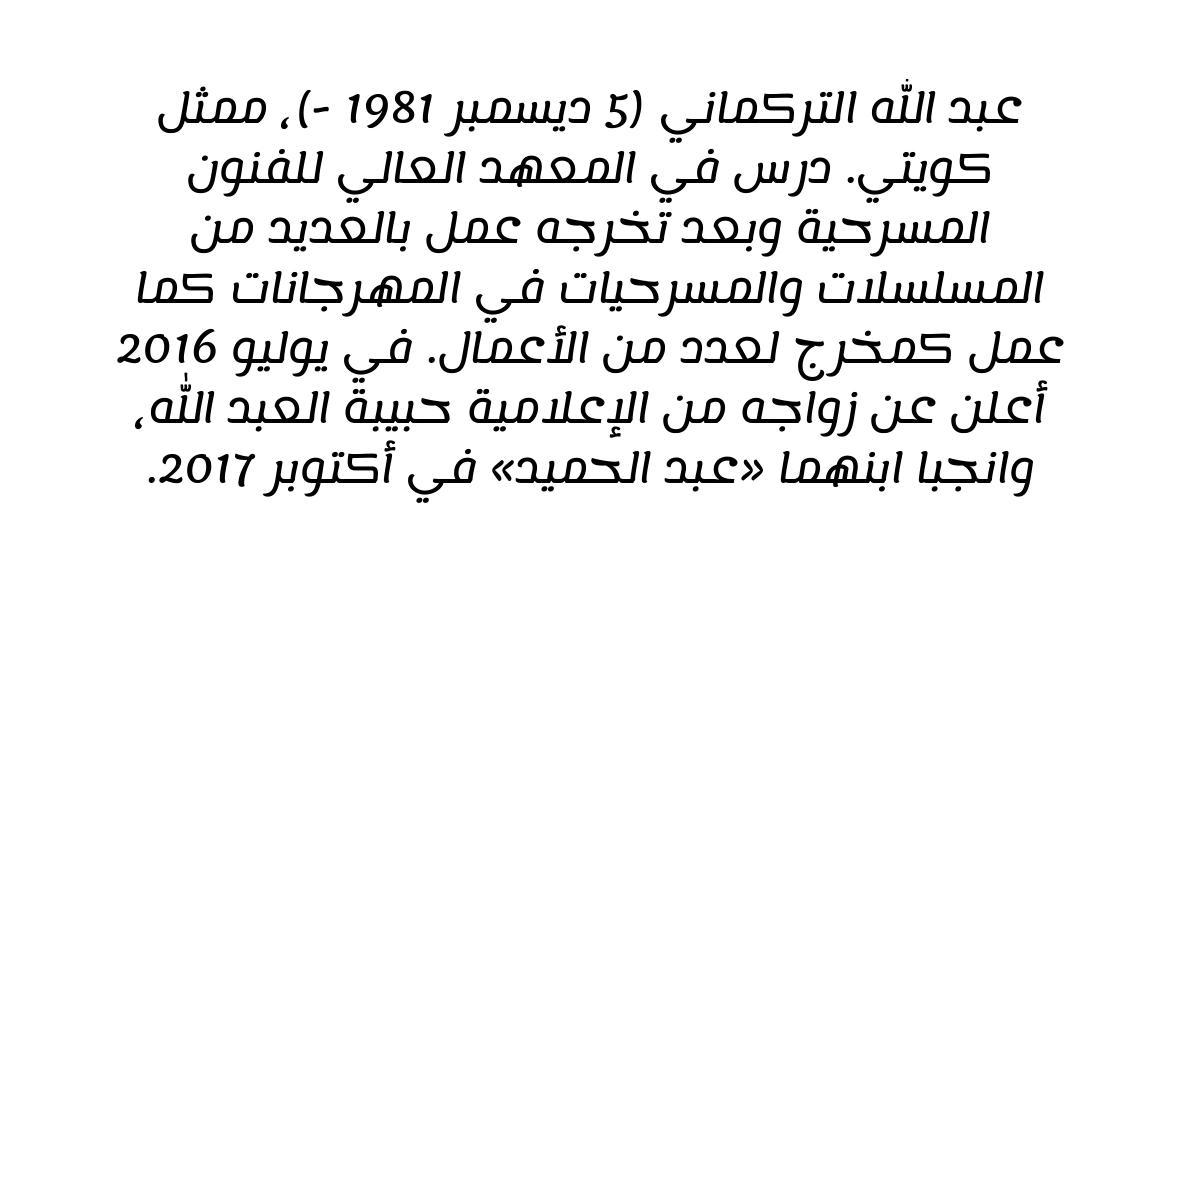 عبد الله التركماني (5 ديسمبر 1981 -)، ممثل
كويتي. درس في المعهد العالي للفنون
المسرحية وبعد تخرجه عمل بالعديد من
المسلسلات والمسرحيات في المهرجانات كما
عمل كمخرج لعدد من الأعمال. في يوليو 2016
أعلن عن زواجه من الإعلامية حبيبة العبد الله،
وانجبا ابنهما «عبد الحميد» في أكتوبر 2017.